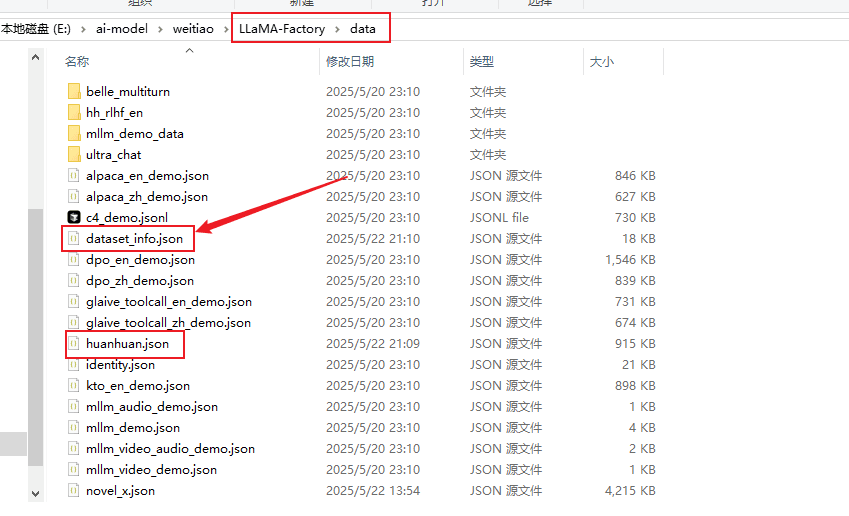 组织 新建 打开 选择
本地磁盘 (E:) › ai-model › weitiao › LLaMA-Factory › data
名称 修改日期 类型 大小
belle_multiturn 2025/5/20 23:10 文件夹
hh_rlhf_en 2025/5/20 23:10 文件夹
mllm_demo_data 2025/5/20 23:10 文件夹
ultra_chat 2025/5/20 23:10 文件夹
alpaca_en_demo.json 2025/5/20 23:10 JSON 源文件 846 KB
alpaca_zh_demo.json 2025/5/20 23:10 JSON 源文件 627 KB
c4_demo.jsonl 2025/5/20 23:10 JSONL file 730 KB
dataset_info.json 2025/5/22 21:10 JSON 源文件 18 KB
dpo_en_demo.json 2025/5/20 23:10 JSON 源文件 1,546 KB
dpo_zh_demo.json 2025/5/20 23:10 JSON 源文件 839 KB
glaive_toolcall_en_demo.json 2025/5/20 23:10 JSON 源文件 731 KB
glaive_toolcall_zh_demo.json 2025/5/20 23:10 JSON 源文件 674 KB
huanhuan.json 2025/5/22 21:09 JSON 源文件 915 KB
identity.json 2025/5/20 23:10 JSON 源文件 21 KB
kto_en_demo.json 2025/5/20 23:10 JSON 源文件 898 KB
mllm_audio_demo.json 2025/5/20 23:10 JSON 源文件 1 KB
mllm_demo.json 2025/5/20 23:10 JSON 源文件 4 KB
mllm_video_audio_demo.json 2025/5/20 23:10 JSON 源文件 2 KB
mllm_video_demo.json 2025/5/20 23:10 JSON 源文件 1 KB
novel_x.json 2025/5/22 13:54 JSON 源文件 4,215 KB